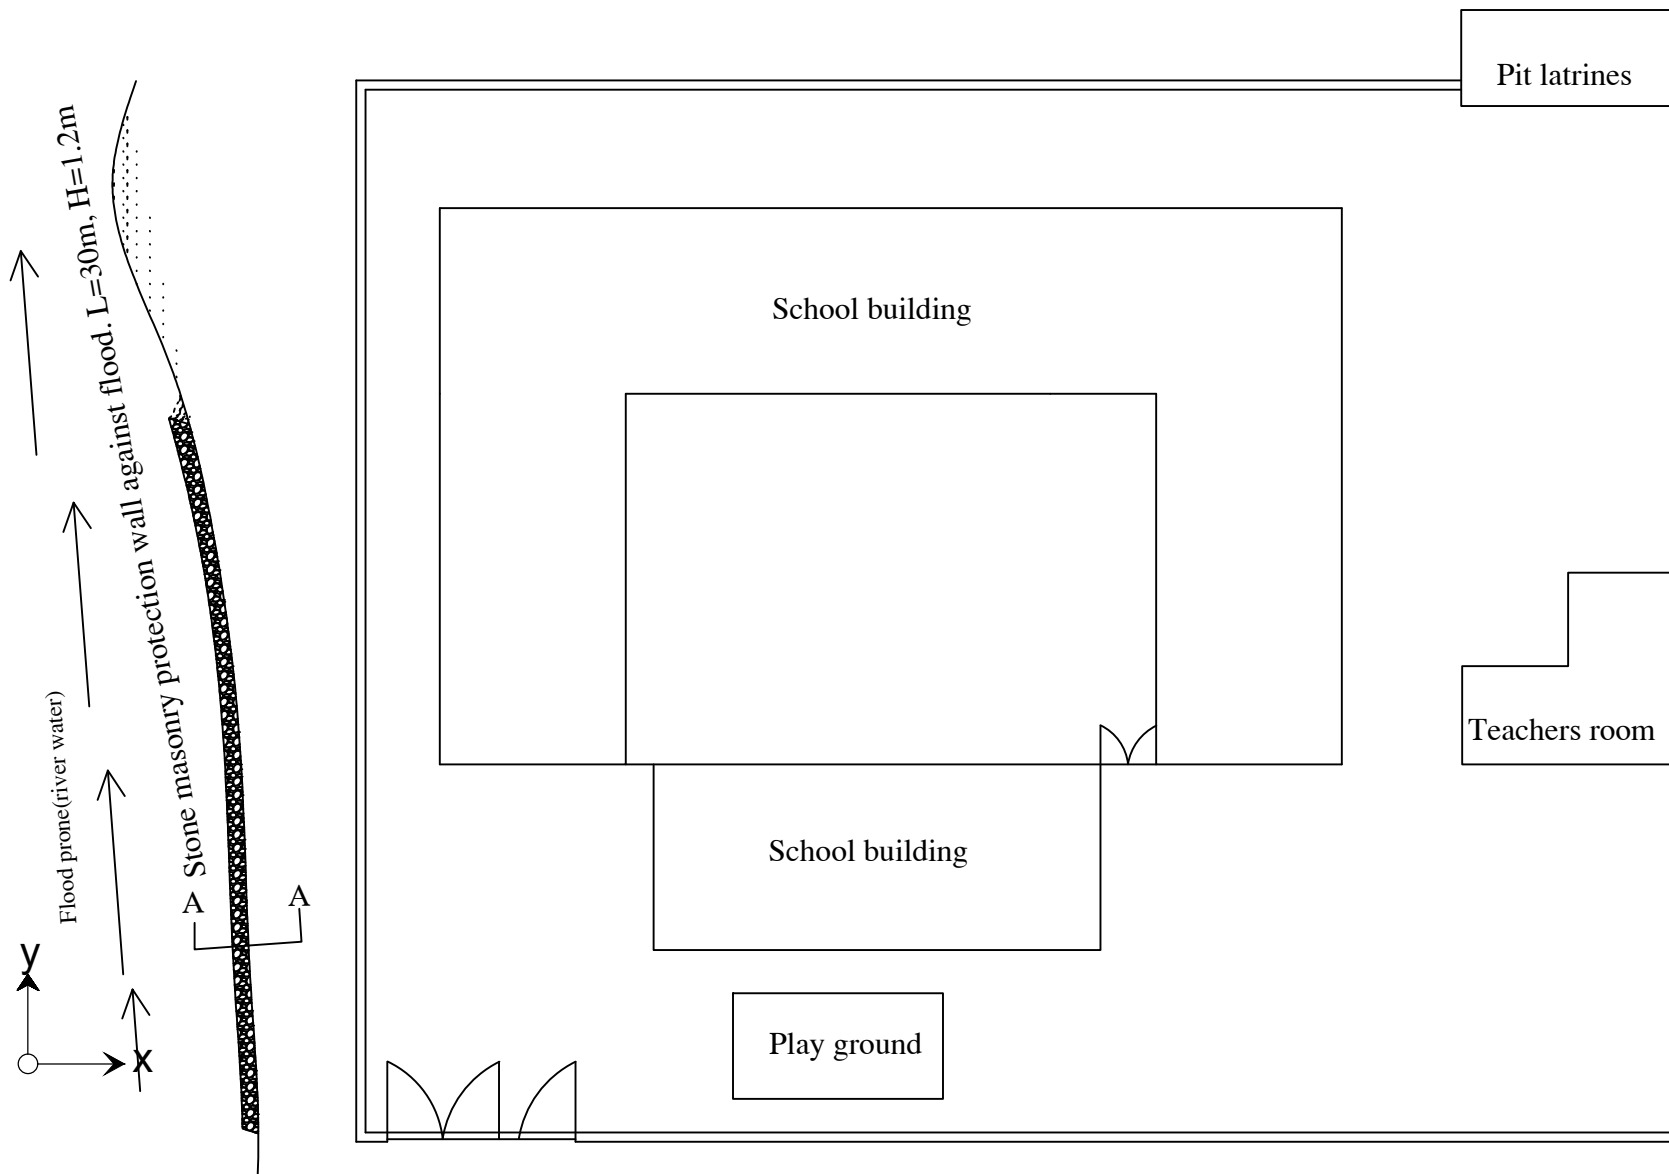 Pit latrines
Stone masonry protection wall against flood. L=30m, H=1.2m
School building
Teachers room
Flood prone(river water)
School building
A
A
y
Play ground
x